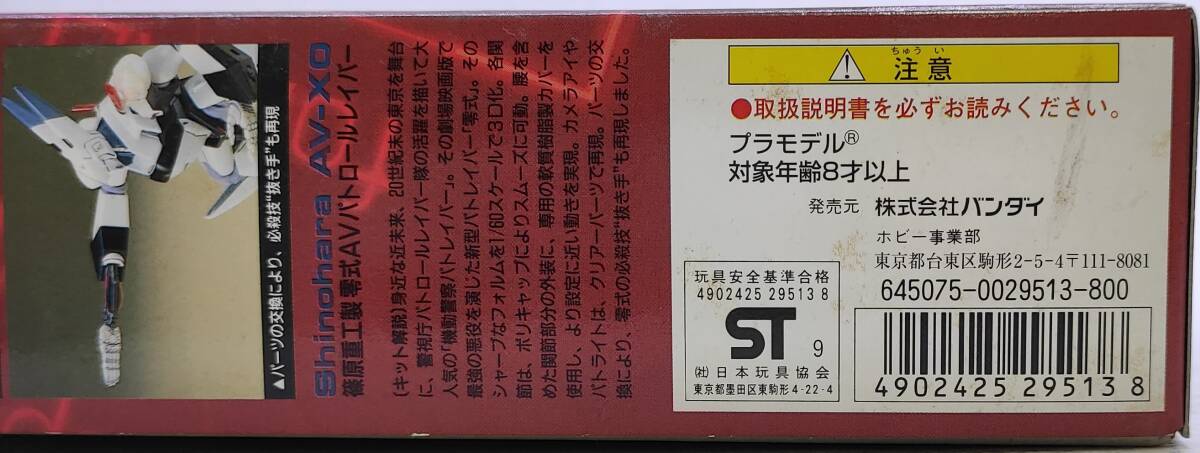 ▲パーツの交換により、必殺技“抜き手”も再現
Shinohara AV-X0
篠原重工製 零式AVパトロールレイバー
(キット解説)身近な近未来、20世紀末の東京を舞台
に、警視庁パトロールレイバー隊の活躍を描いて大
人気の「機動警察パトレイバー」。その劇場映画版で
最強の悪役を演じた新型パトレイバー「零式」。その
シャープなフォルムを1/60スケールで3D化。各関
節は、ポリキャップによりスムーズに可動。腰を含
めた関節部分の外装に、専用の軟質樹脂製カバーを
使用し、より設定に近い動きを実現。カメラアイや
パトライトは、クリアーパーツで再現。パーツの交
換により、零式の必殺技“抜き手”も再現しました。
ちゅう い
注意
●取扱説明書を必ずお読みください。
プラモデル®
対象年齢8才以上
発売元 株式会社バンダイ
ホビー事業部
東京都台東区駒形2-5-4〒111-8081
玩具安全基準合格
4902425 29513 8
ST 9
(社)日本玩具協会
東京都墨田区東駒形4-22-4
645075-0029513-800
4902425 295138